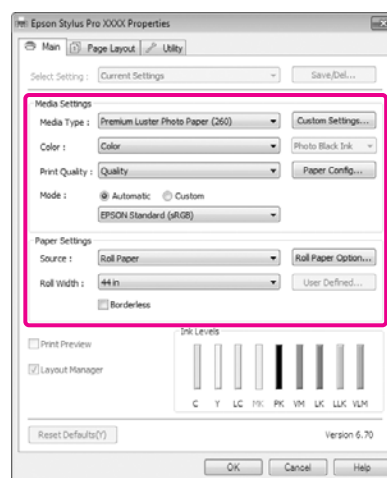 Epson Stylus Pro XXXX Properties
Main Page Layout Utility
Select Setting : Current Settings Save/Del...
Media Settings
Media Type : Premium Luster Photo Paper (260) Custom Settings...
Color : Color Photo Black Ink
Print Quality : Quality Paper Config...
Mode : Automatic Custom
EPSON Standard (sRGB)
Paper Settings
Source : Roll Paper Roll Paper Option...
Roll Width : 44 in User Defined...
Borderless
Print Preview
Ink Levels
Layout Manager
C Y LC MK PK VM LK LLK VLM
Reset Defaults(Y) Version 6.70
OK Cancel Help